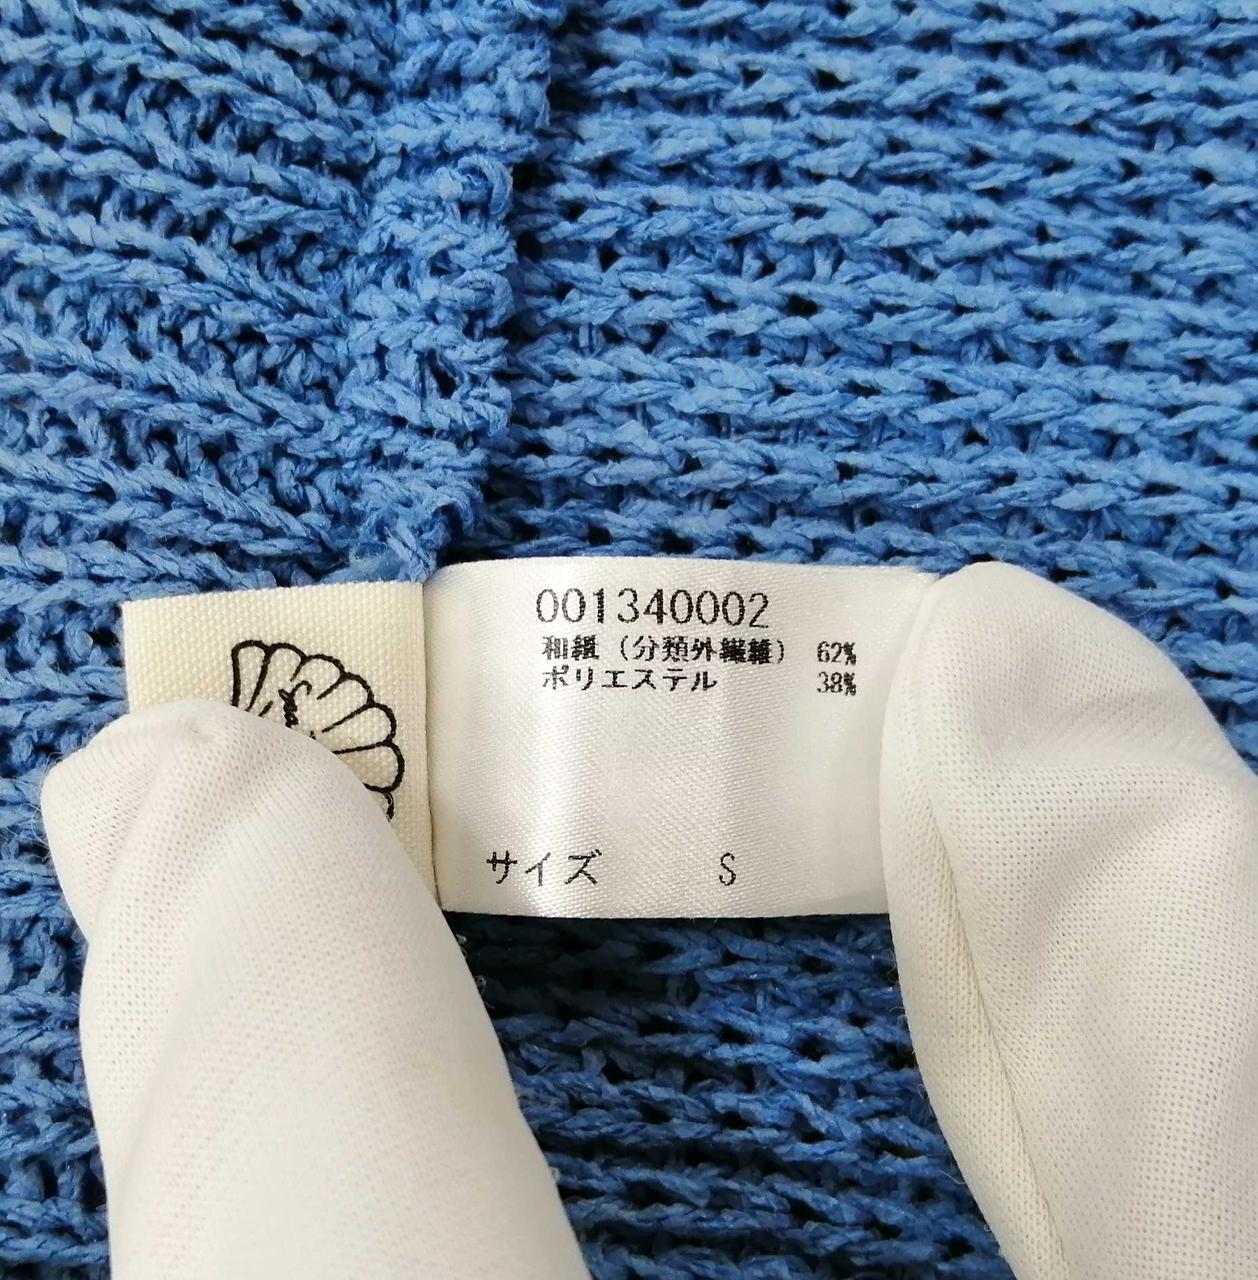 001340002
和紙（分類外繊維） 62%
ポリエステル 38%
サイズ S